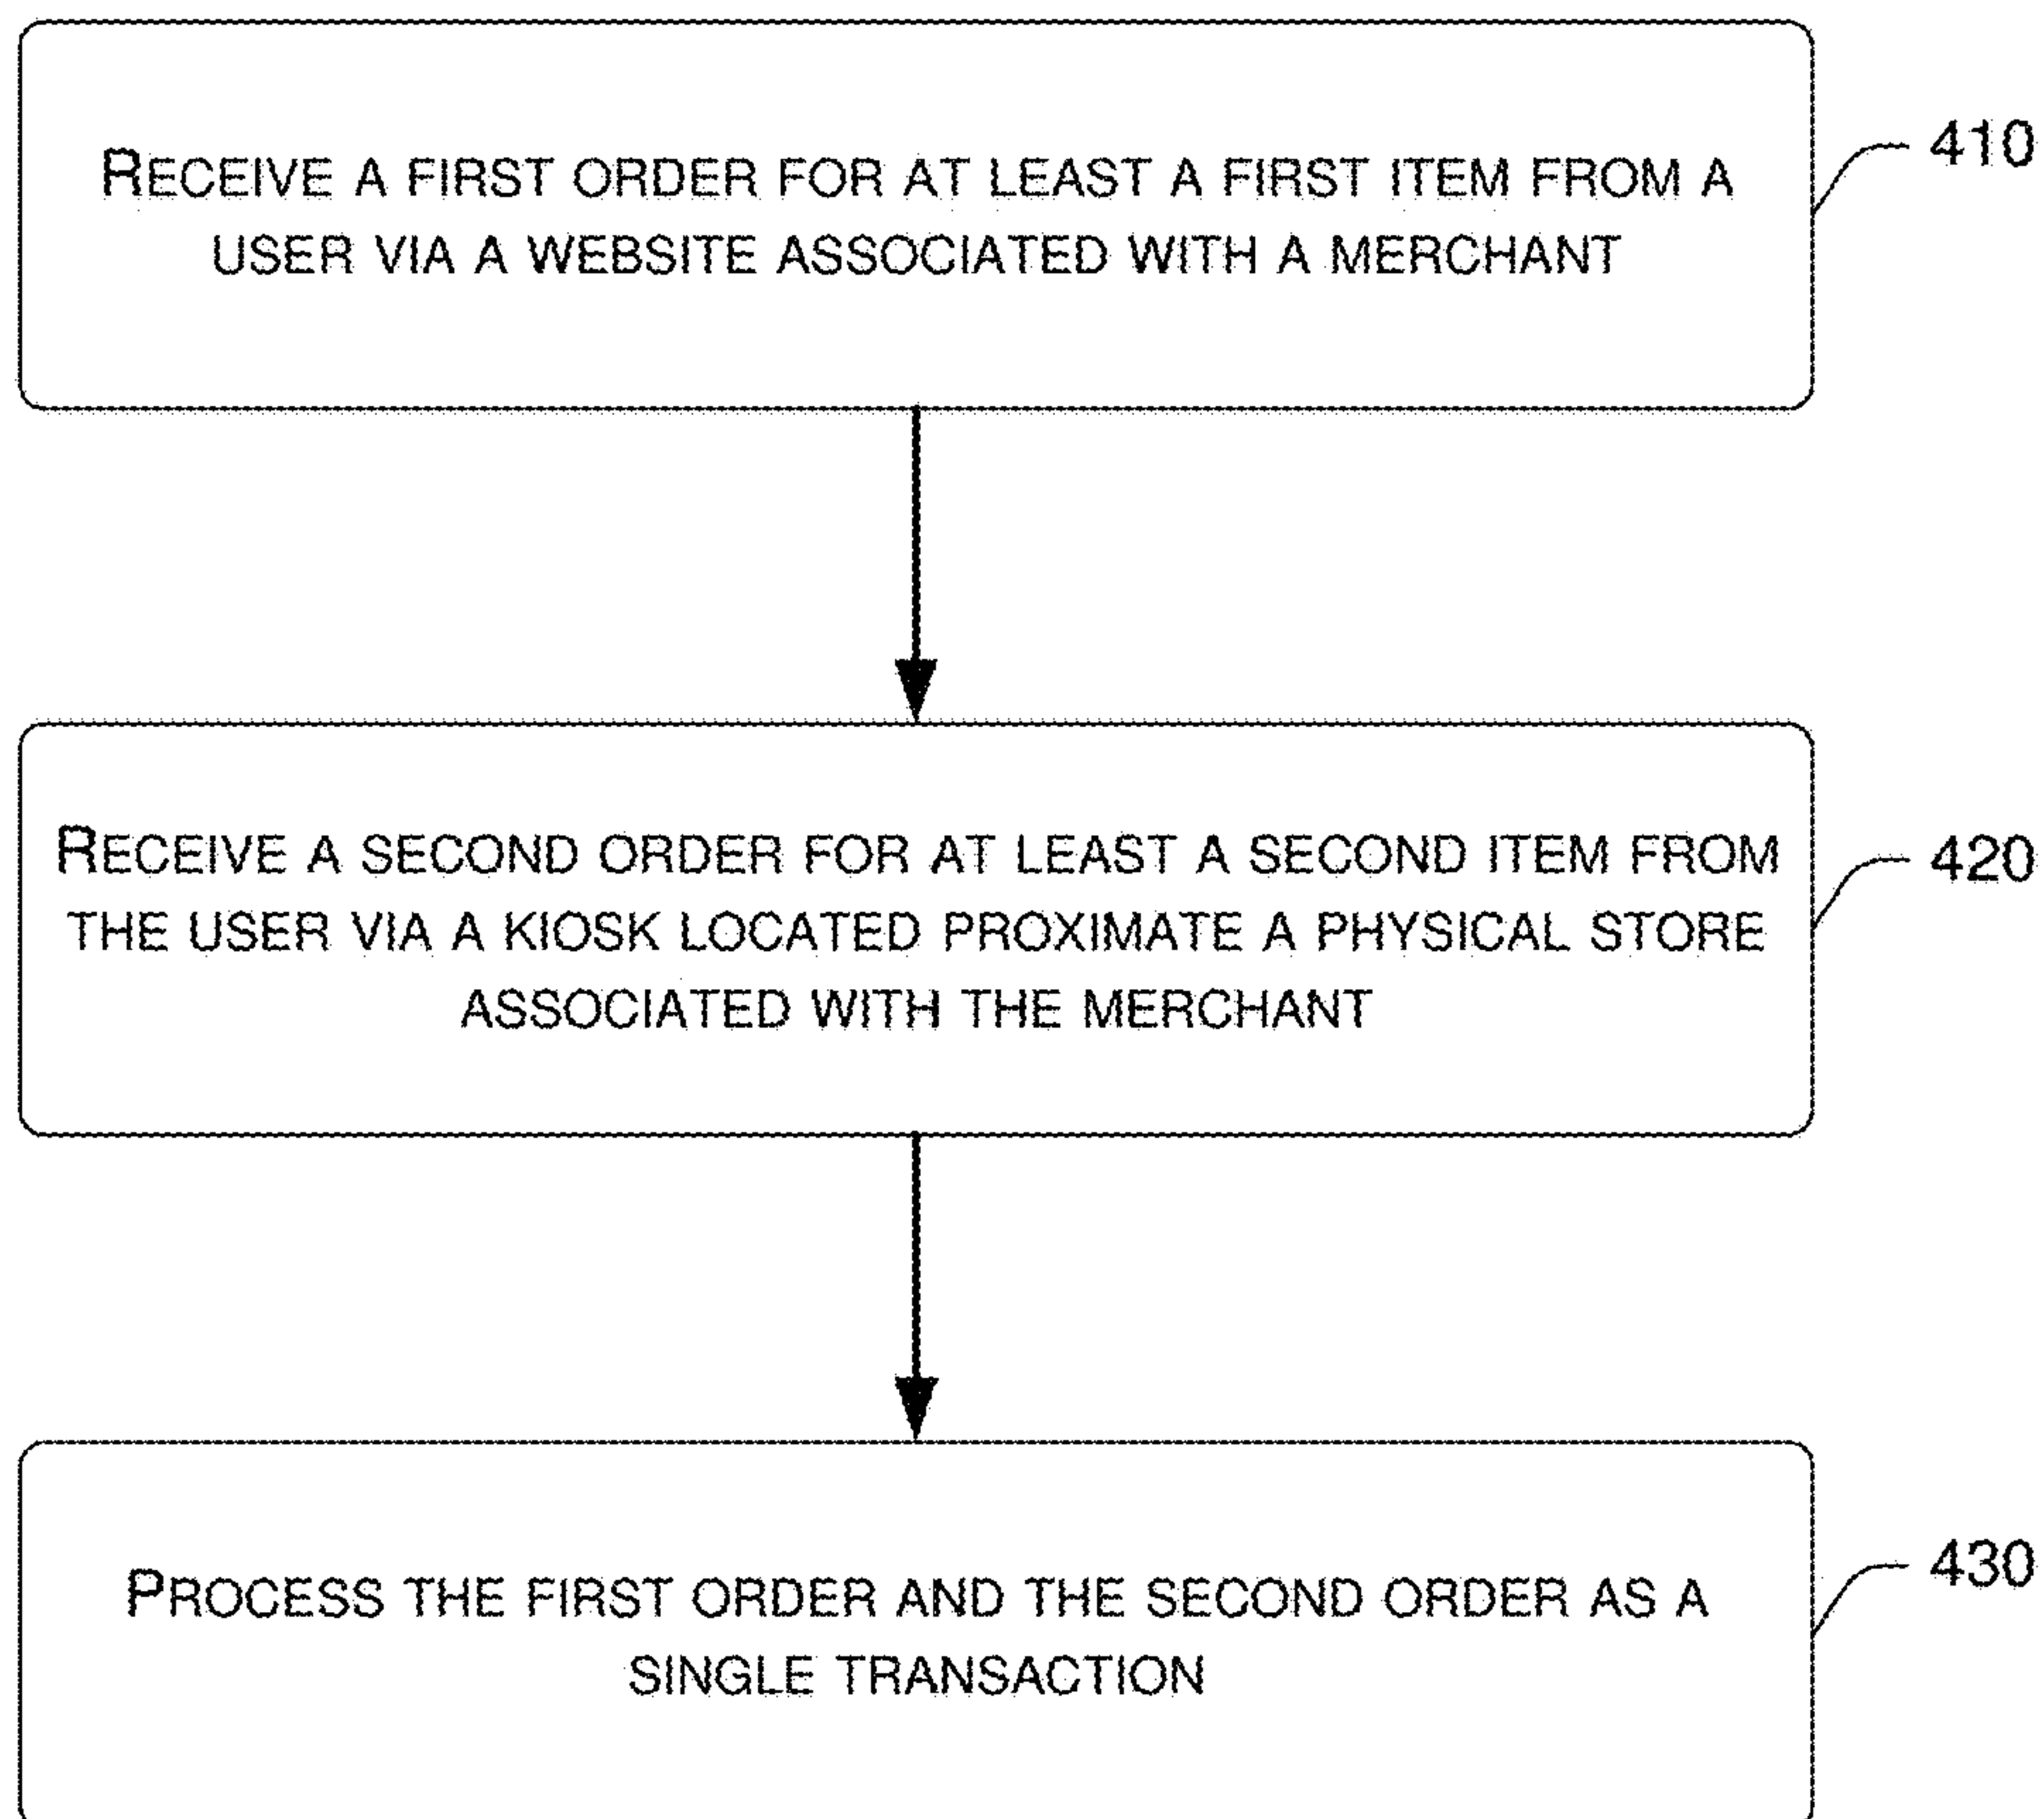 RECEIVE A FIRST ORDER FOR AT LEAST A FIRST ITEM FROM A
USER VIA A WEBSITE ASSOCIATED WITH A MERCHANT
410
RECEIVE A SECOND ORDER FOR AT LEAST A SECOND ITEM FROM
THE USER VIA A KIOSK LOCATED PROXIMATE A PHYSICAL STORE
ASSOCIATED WITH THE MERCHANT
420
PROCESS THE FIRST ORDER AND THE SECOND ORDER AS A
SINGLE TRANSACTION
430